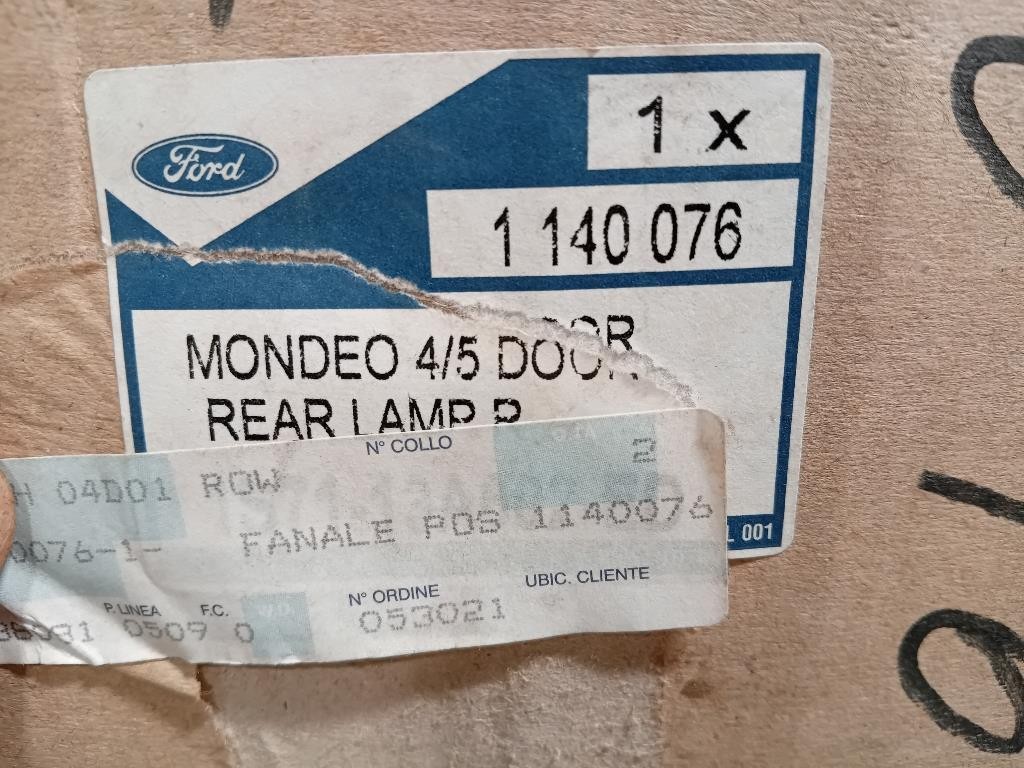 Ford
1 x
1 140 076
MONDEO 4/5 DOOR
REAR LAMP R
N° COLLO
2
H 04D01 ROW
0076-1- FANALE POS 1140076
L 001
P. LINEA F.C. W.D. N° ORDINE UBIC. CLIENTE
0509 0 053021